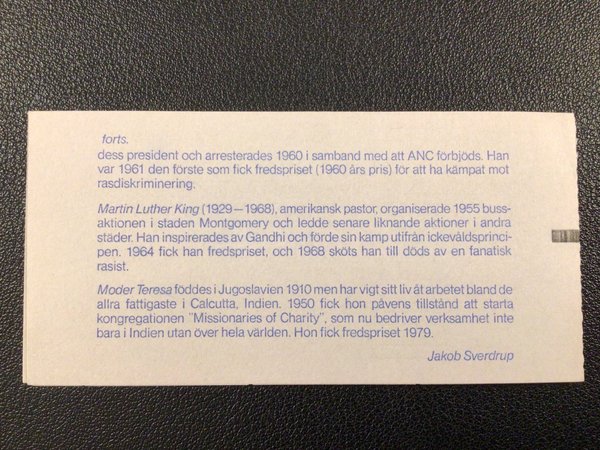 forts.
dess president och arresterades 1960 i samband med att ANC förbjöds. Han
var 1961 den förste som fick fredspriset (1960 års pris) för att ha kämpat mot
rasdiskriminering.
Martin Luther King (1929—1968), amerikansk pastor, organiserade 1955 buss-
aktionen i staden Montgomery och ledde senare liknande aktioner i andra
städer. Han inspirerades av Gandhi och förde sin kamp utifrån ickevåldsprinci-
pen. 1964 fick han fredspriset, och 1968 sköts han till döds av en fanatisk
rasist.
Moder Teresa föddes i Jugoslavien 1910 men har vigt sitt liv åt arbetet bland de
allra fattigaste i Calcutta, Indien. 1950 fick hon påvens tillstånd att starta
kongregationen "Missionaries of Charity", som nu bedriver verksamhet inte
bara i Indien utan över hela världen. Hon fick fredspriset 1979.
Jakob Sverdrup